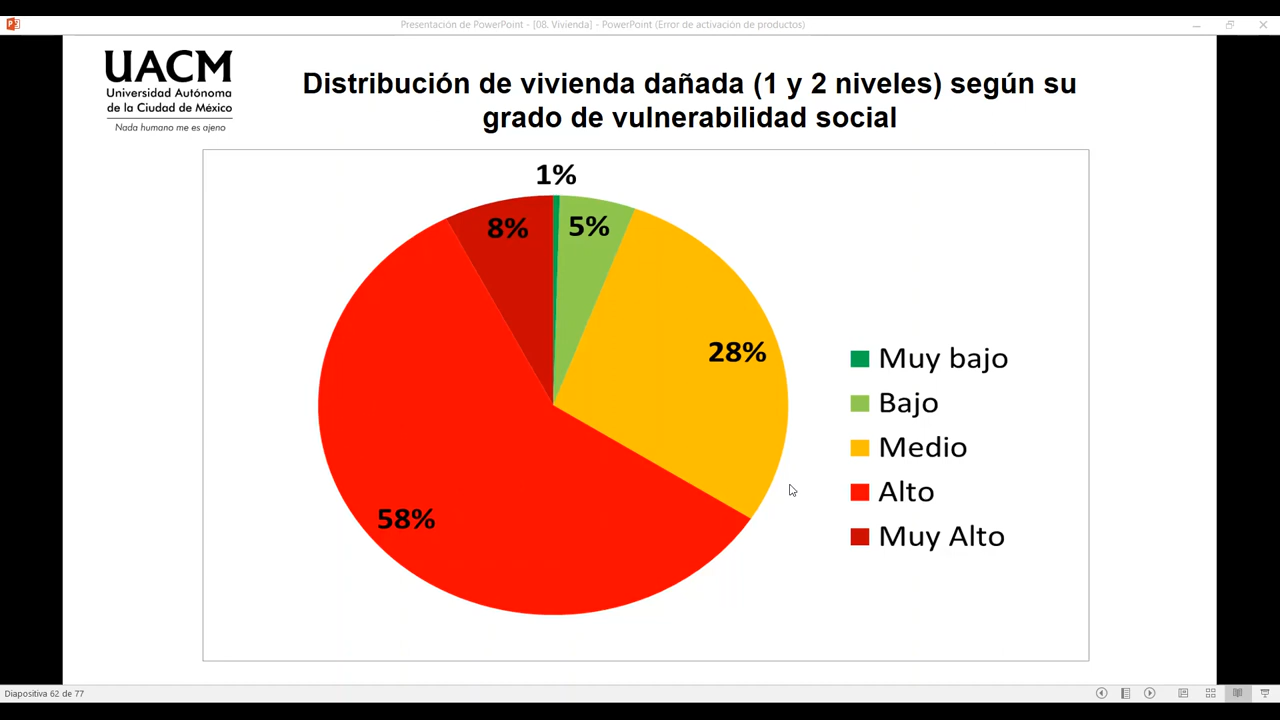 Presentación de PowerPoint - [08, Vivienda] - PowerPoint (Error de activación de productos)
UACM
Universidad Autónoma
de la Ciudad de México
Nada humano me es ajeno
Distribución de vivienda dañada (1 y 2 niveles) según su
grado de vulnerabilidad social
1%
8%
5%
28%
58%
Muy bajo
Bajo
Medio
Alto
Muy Alto
Diapositiva 62 de 77